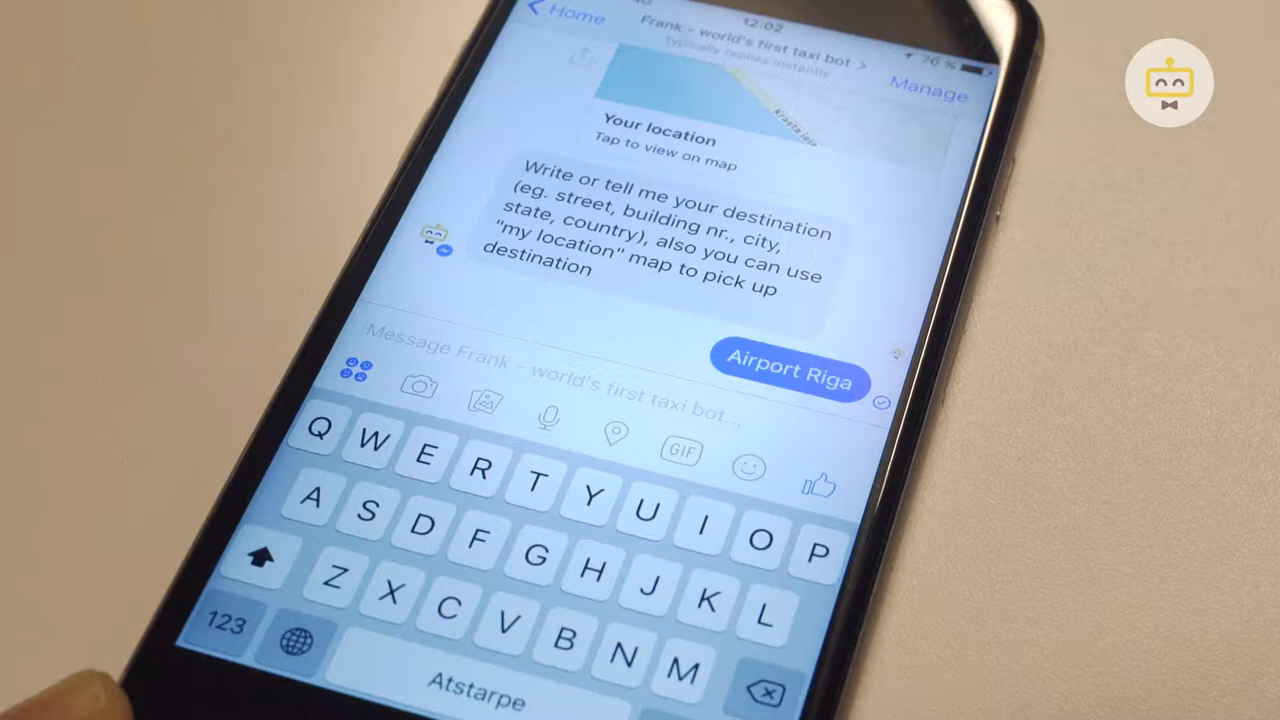 12:02
76 %
Home
Frank - world's first taxi bot >
Typically replies instantly
Manage
Krasta iela
Your location
Tap to view on map
Write or tell me your destination
(eg. street, building nr., city,
state, country), also you can use
"my location" map to pick up
destination
Airport Riga
Message Frank - world's first taxi bot...
GIF
Q W E R T Y U I O P
A S D F G H J K L
Z X C V B N M
123
Atstarpe